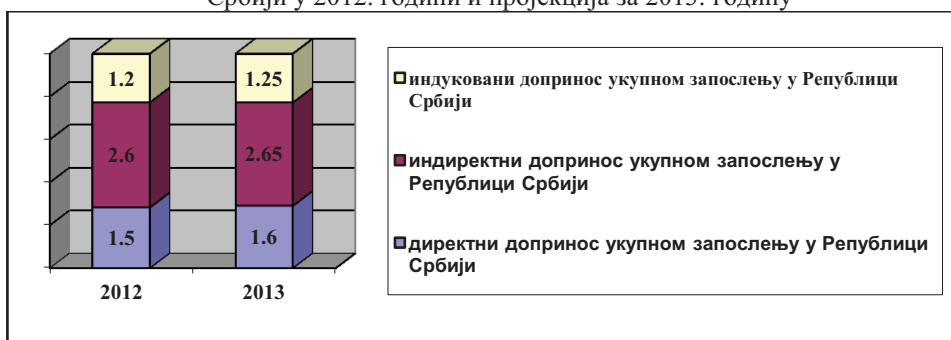 Србији у 2012. години и пројекција за 2013. годину
1.2
1.25
2.6
2.65
1.5
1.6
2012
2013
индуковани допринос укупном запослењу у Републици
Србији
индиректни допринос укупном запослењу у
Републици Србији
директни допринос укупном запослењу у Републици
Србији